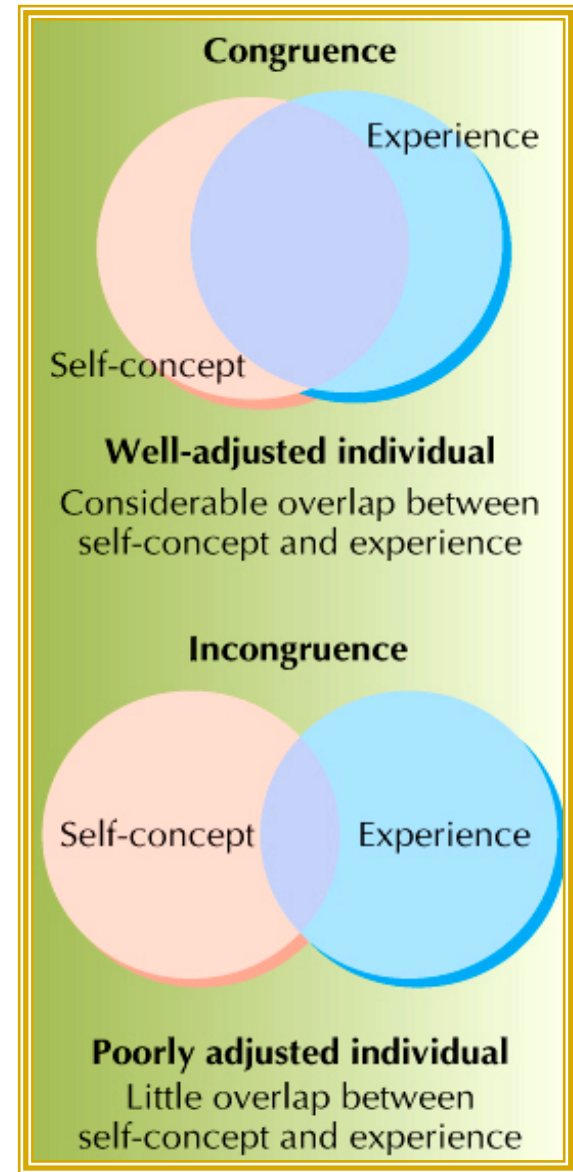 Congruence
Experience
Self-concept
Well-adjusted individual
Considerable overlap between
self-concept and experience
Incongruence
Self-concept
Experience
Poorly adjusted individual
Little overlap between
self-concept and experience